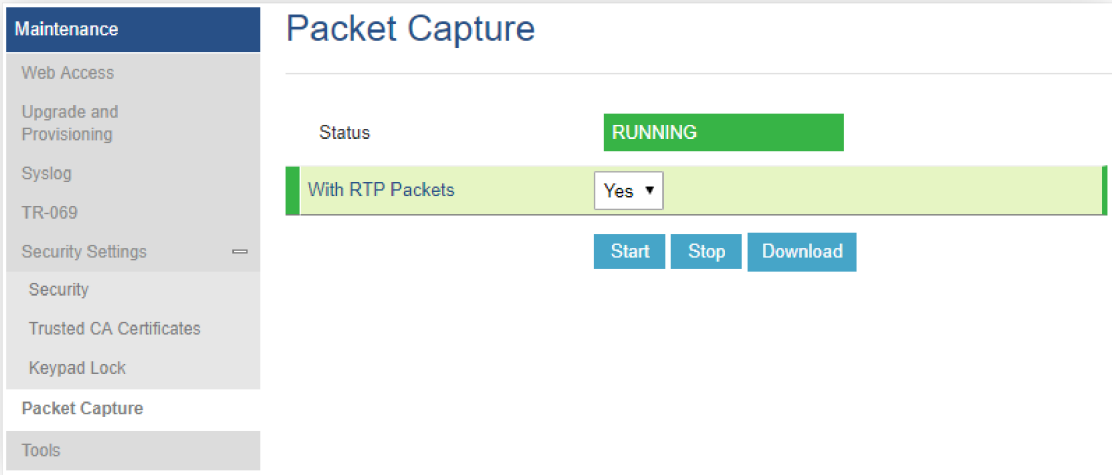 Maintenance
Web Access
Upgrade and
Provisioning
Syslog
TR-069
Security Settings
Security
Trusted CA Certificates
Keypad Lock
Packet Capture
Tools
Packet Capture
Status RUNNING
With RTP Packets Yes
Start Stop Download